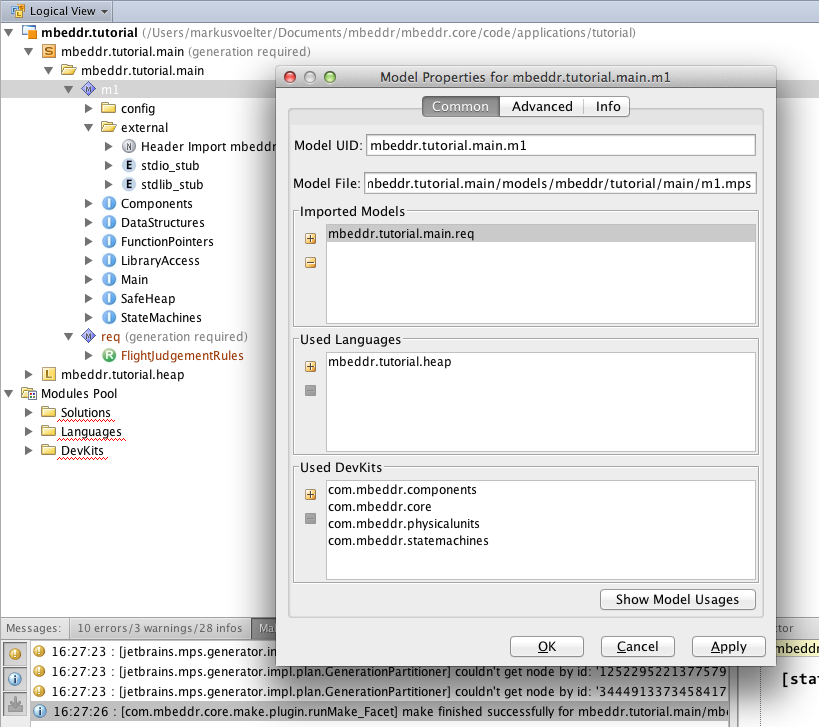 Logical View
mbeddr.tutorial (/Users/markusvoelter/Documents/mbeddr/mbeddr.core/code/applications/tutorial)
S mbeddr.tutorial.main (generation required)
mbeddr.tutorial.main
M m1
config
external
N Header Import mbeddr
E stdio_stub
E stdlib_stub
I Components
I DataStructures
I FunctionPointers
I LibraryAccess
I Main
I SafeHeap
I StateMachines
M req (generation required)
R FlightJudgementRules
L mbeddr.tutorial.heap
Modules Pool
Solutions
Languages
DevKits
Model Properties for mbeddr.tutorial.main.m1
Common Advanced Info
Model UID: mbeddr.tutorial.main.m1
Model File: mbeddr.tutorial.main/models/mbeddr/tutorial/main/m1.mps
Imported Models
mbeddr.tutorial.main.req
Used Languages
mbeddr.tutorial.heap
Used DevKits
com.mbeddr.components
com.mbeddr.core
com.mbeddr.physicalunits
com.mbeddr.statemachines
Show Model Usages
OK Cancel Apply
Messages: 10 errors/3 warnings/28 infos Ma
ctor
mbeddr
[sta
16:27:23 : [jetbrains.mps.generator.im
16:27:23 : [jetbrains.mps.generator.impl.plan.GenerationPartitioner] couldn't get node by id: '1252295221377579
16:27:23 : [jetbrains.mps.generator.impl.plan.GenerationPartitioner] couldn't get node by id: '3444913373458417
16:27:26 : [com.mbeddr.core.make.plugin.runMake_Facet] make finished successfully for mbeddr.tutorial.main/mbe